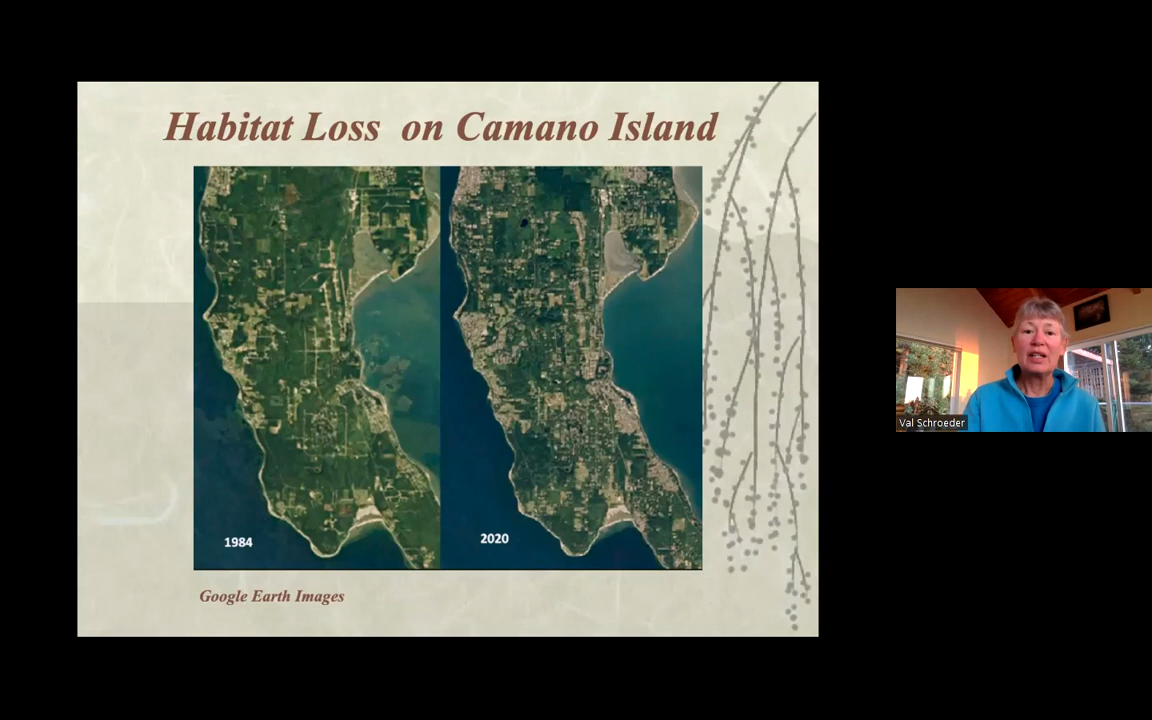 Habitat Loss on Camano Island
1984
2020
Google Earth Images
Val Schroeder